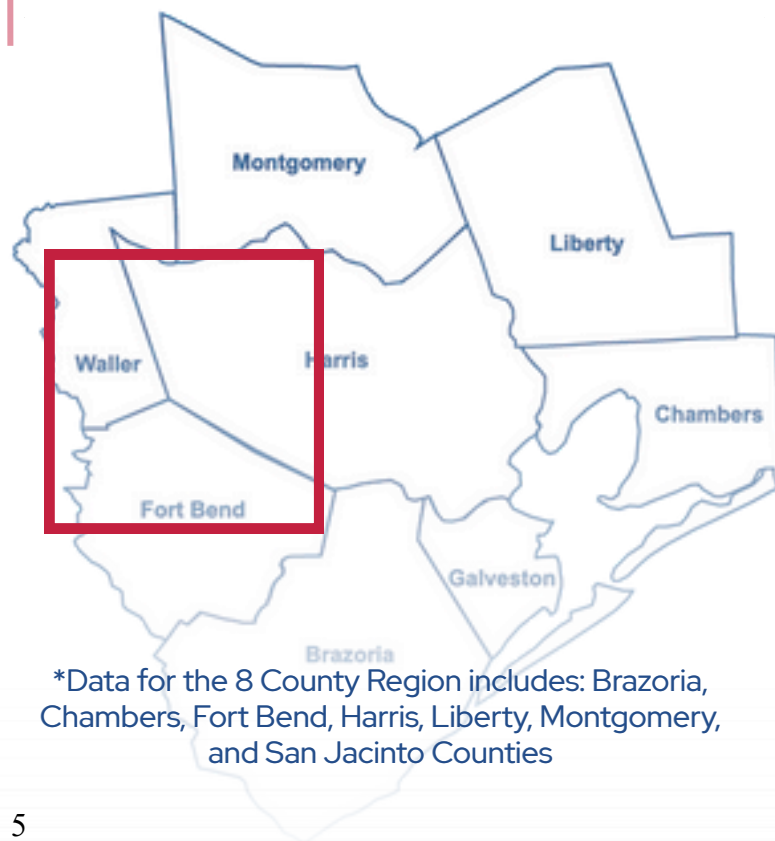 Montgomery
Liberty
Harris
Waller
Chambers
Fort Bend
Galveston
Brazoria
*Data for the 8 County Region includes: Brazoria,
Chambers, Fort Bend, Harris, Liberty, Montgomery,
and San Jacinto Counties
5